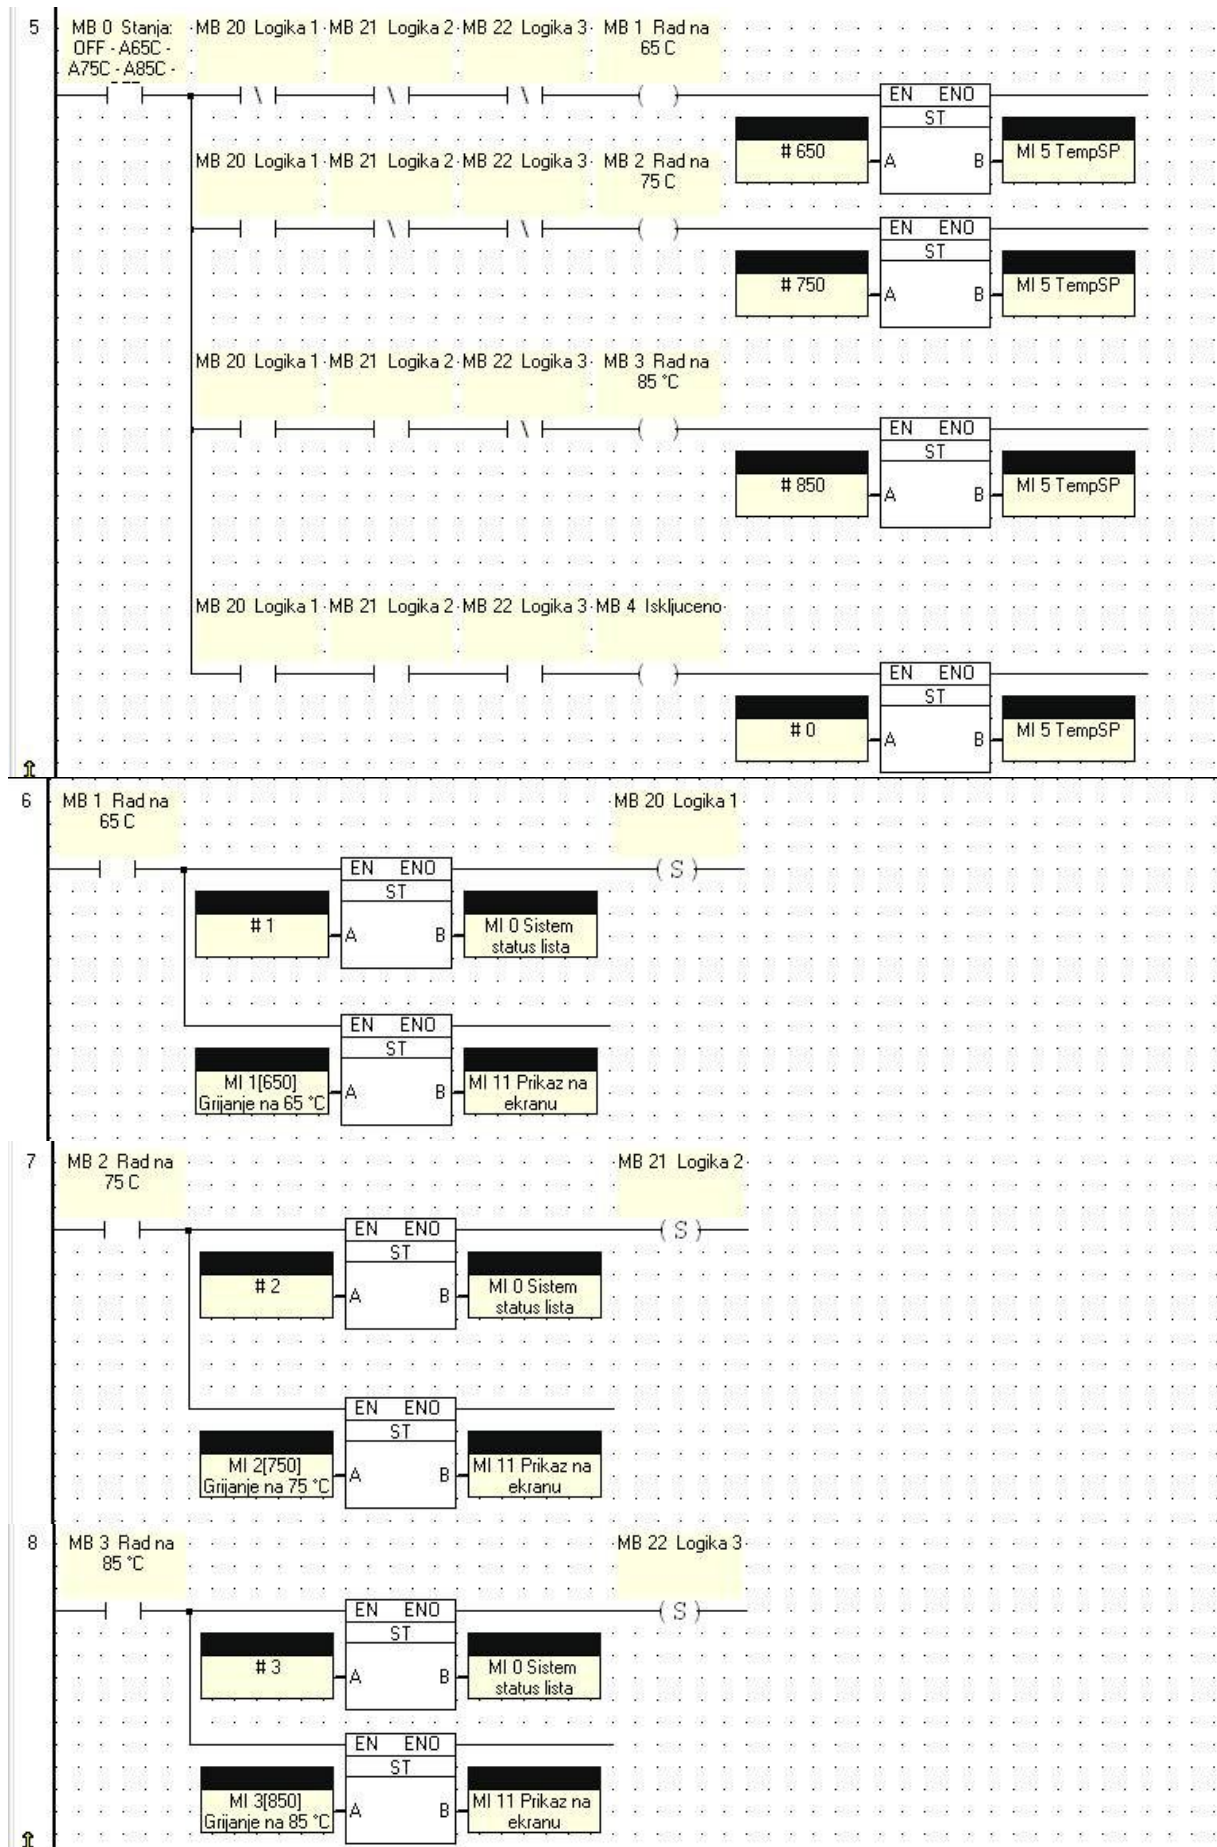 5
MB 0 Stanja: OFF - A65C - A75C - A85C -
MB 20 Logika 1
MB 21 Logika 2
MB 22 Logika 3
MB 1 Rad na 65 C
EN ENO
ST
# 650
A B
MI 5 TempSP
MB 20 Logika 1
MB 21 Logika 2
MB 22 Logika 3
MB 2 Rad na 75 C
EN ENO
ST
# 750
A B
MI 5 TempSP
MB 20 Logika 1
MB 21 Logika 2
MB 22 Logika 3
MB 3 Rad na 85 °C
EN ENO
ST
# 850
A B
MI 5 TempSP
MB 20 Logika 1
MB 21 Logika 2
MB 22 Logika 3
MB 4 Iskljuceno
EN ENO
ST
# 0
A B
MI 5 TempSP
6
MB 1 Rad na 65 C
MB 20 Logika 1
EN ENO
( S )
ST
# 1
A B
MI 0 Sistem status lista
EN ENO
ST
MI 1[650] Grijanje na 65 °C
A B
MI 11 Prikaz na ekranu
7
MB 2 Rad na 75 C
MB 21 Logika 2
EN ENO
( S )
ST
# 2
A B
MI 0 Sistem status lista
EN ENO
ST
MI 2[750] Grijanje na 75 °C
A B
MI 11 Prikaz na ekranu
8
MB 3 Rad na 85 °C
MB 22 Logika 3
EN ENO
( S )
ST
# 3
A B
MI 0 Sistem status lista
EN ENO
ST
MI 3[850] Grijanje na 85 °C
A B
MI 11 Prikaz na ekranu